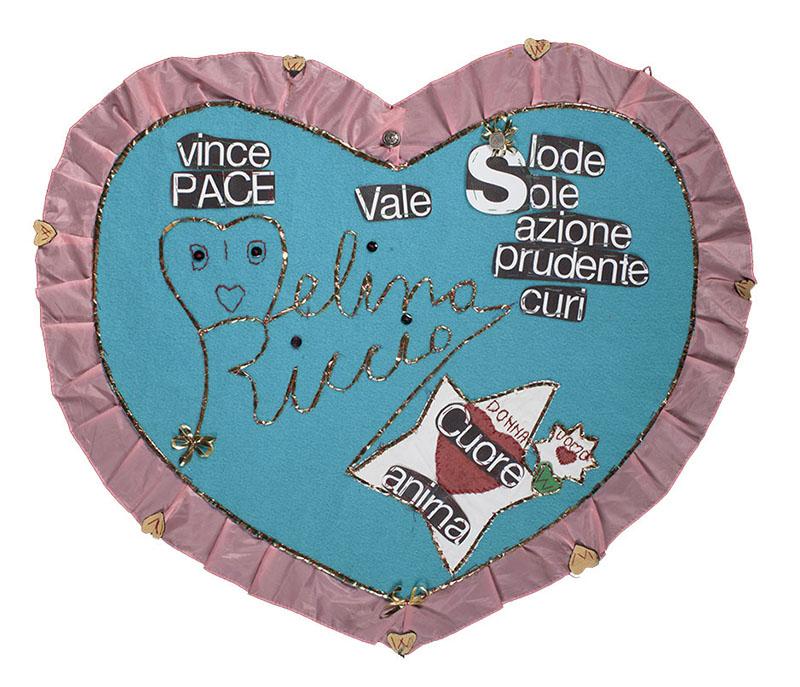 vince
PACE
Vale
Slode
Sole
azione
prudente
curi
Melina
Riccio
DONNA
UOMO
Cuore
anima
W